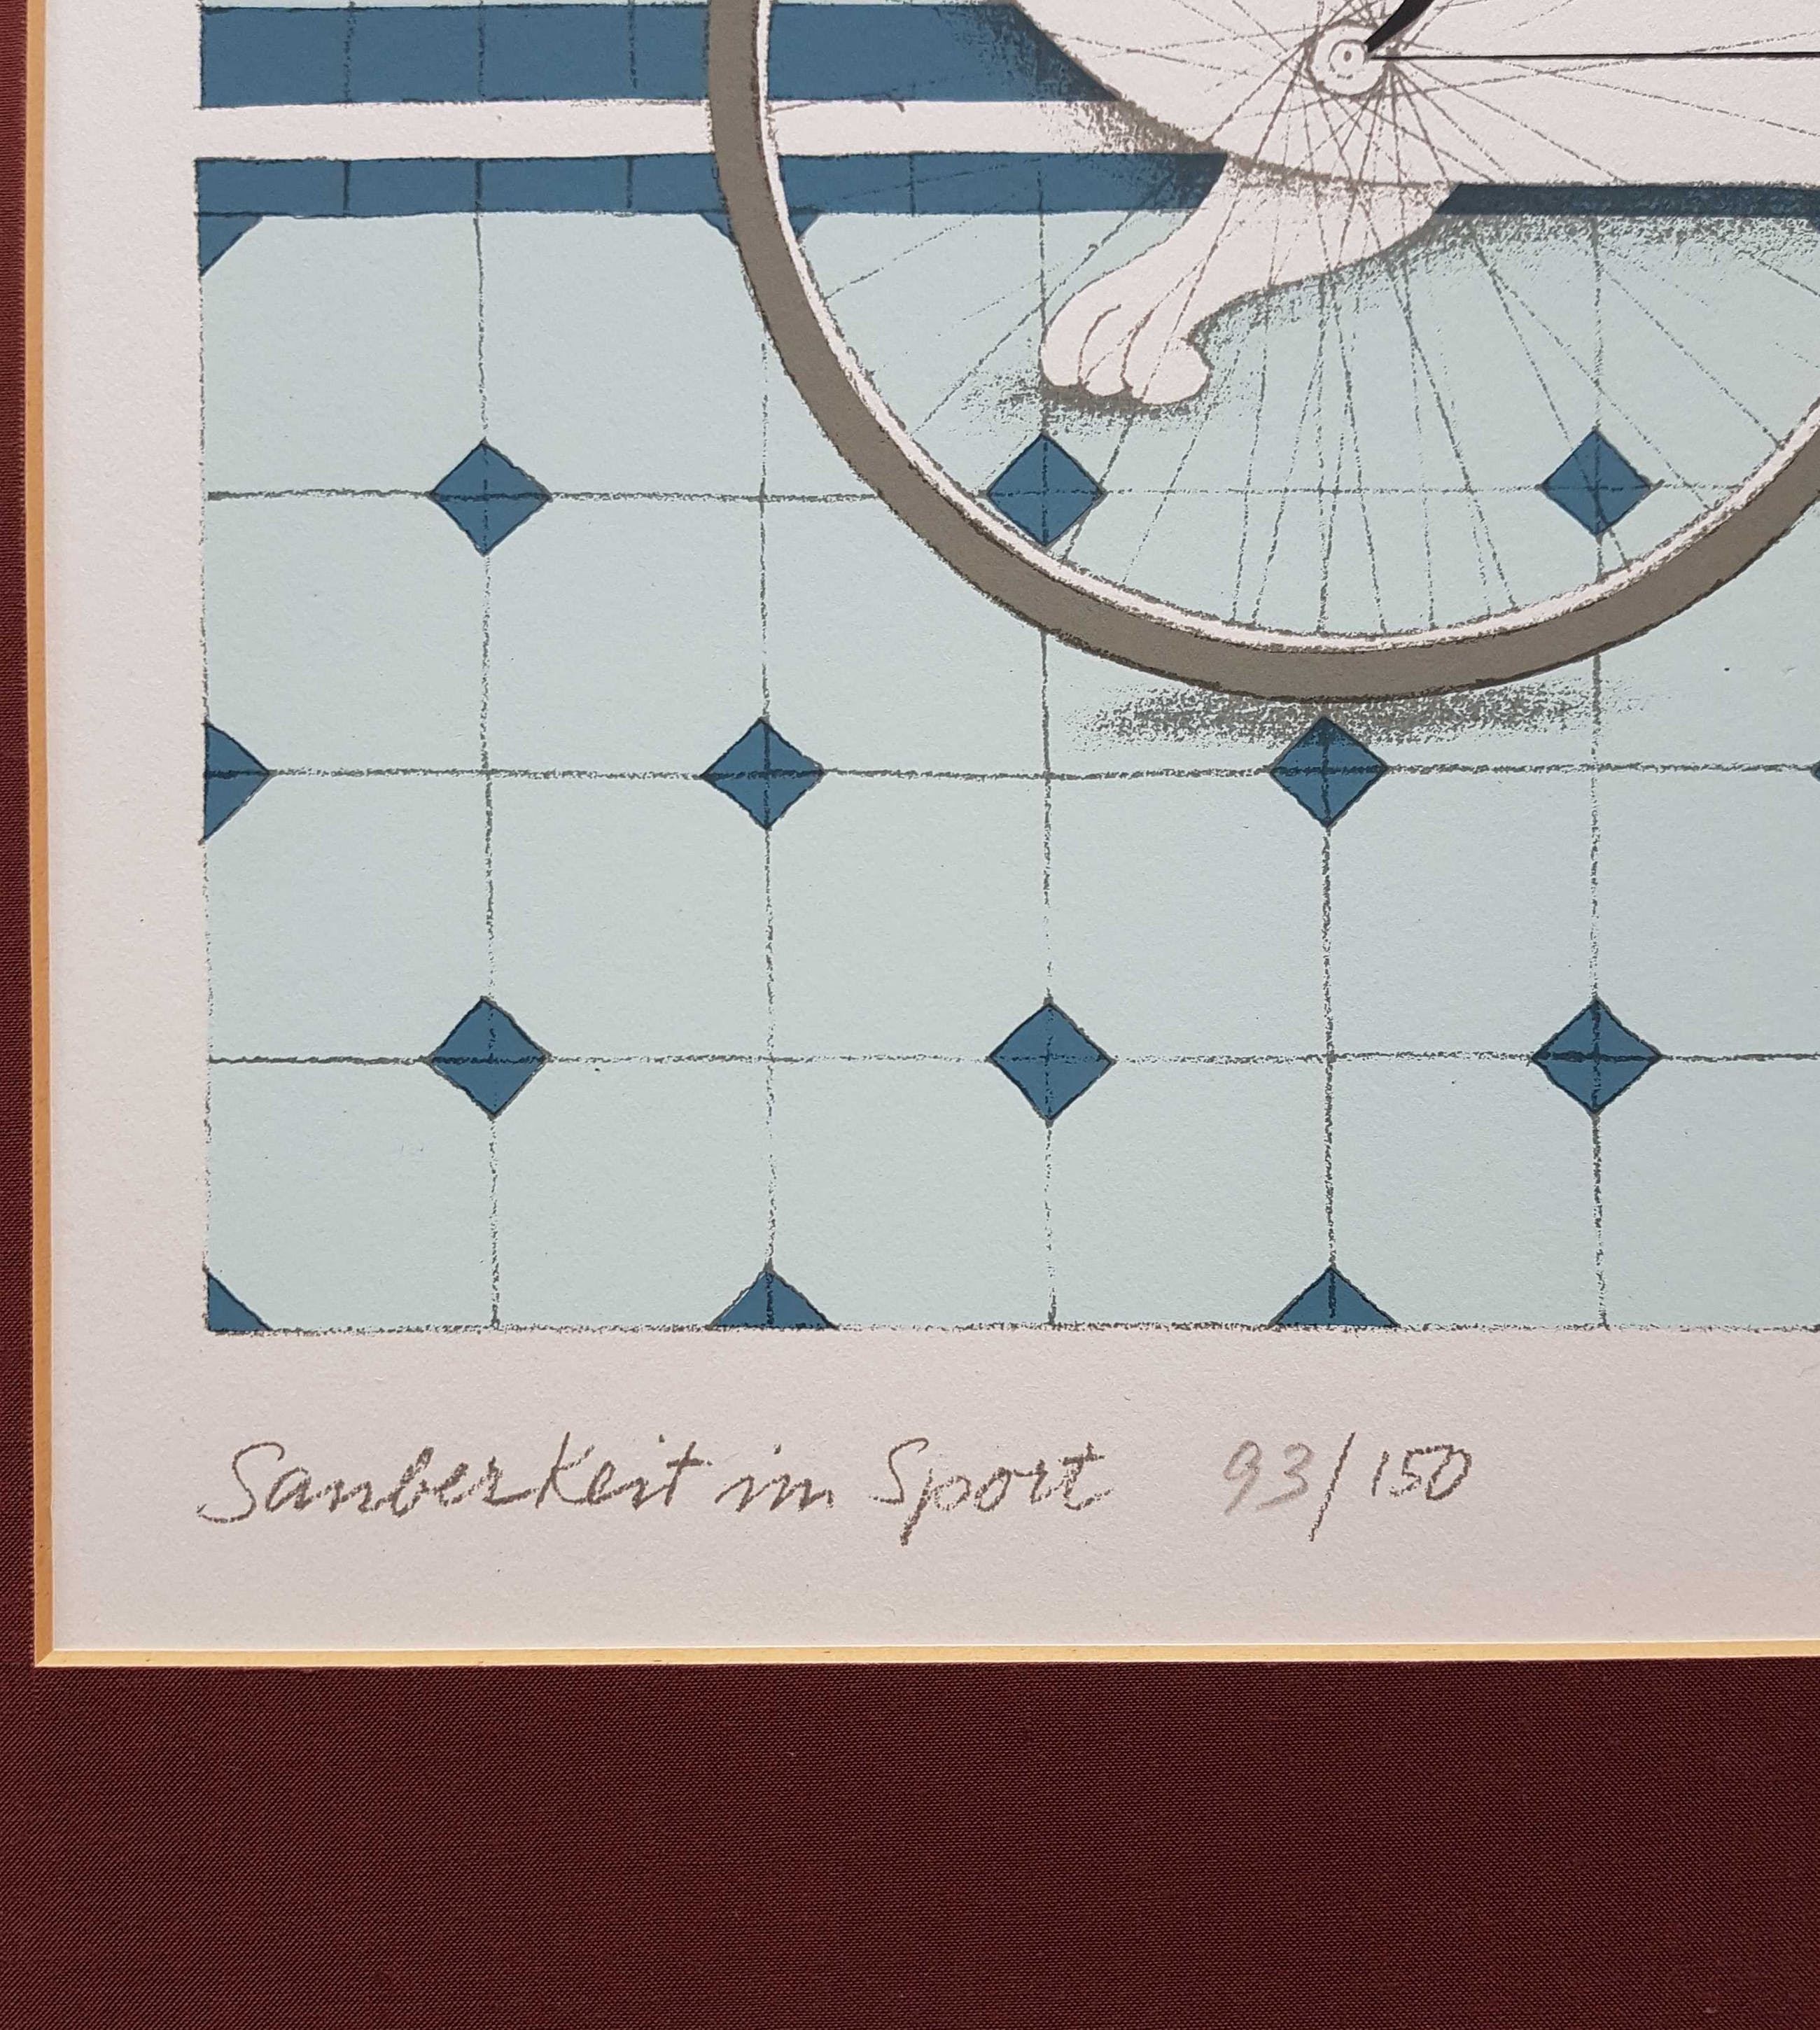 Sauberkeit im Sport 93/150